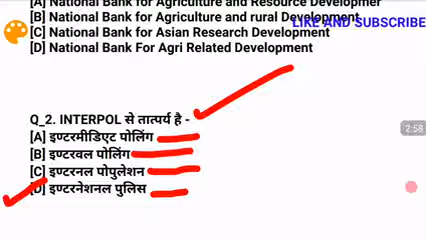 [A] National Bank for Agriculture and Resource Developmer
[B] National Bank for Agriculture and rural Development
LIKE AND SUBSCRIBE
[C] National Bank for Asian Research Development
[D] National Bank For Agri Related Development
Q_2. INTERPOL से तात्पर्य है -
2:58
[A] इण्टरमीडिएट पोलिंग
[B] इण्टरवल पोलिंग
[C] इण्टरनल पोपुलेशन
[D] इण्टरनेशनल पुलिस